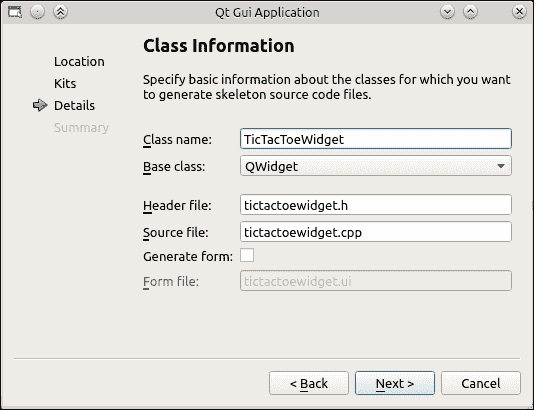 Qt Gui Application
Location
Kits
Details
Summary
Class Information
Specify basic information about the classes for which you want
to generate skeleton source code files.
Class name: TicTacToeWidget
Base class: QWidget
Header file: tictactoewidget.h
Source file: tictactoewidget.cpp
Generate form:
Form file: tictactoewidget.ui
< Back Next > Cancel